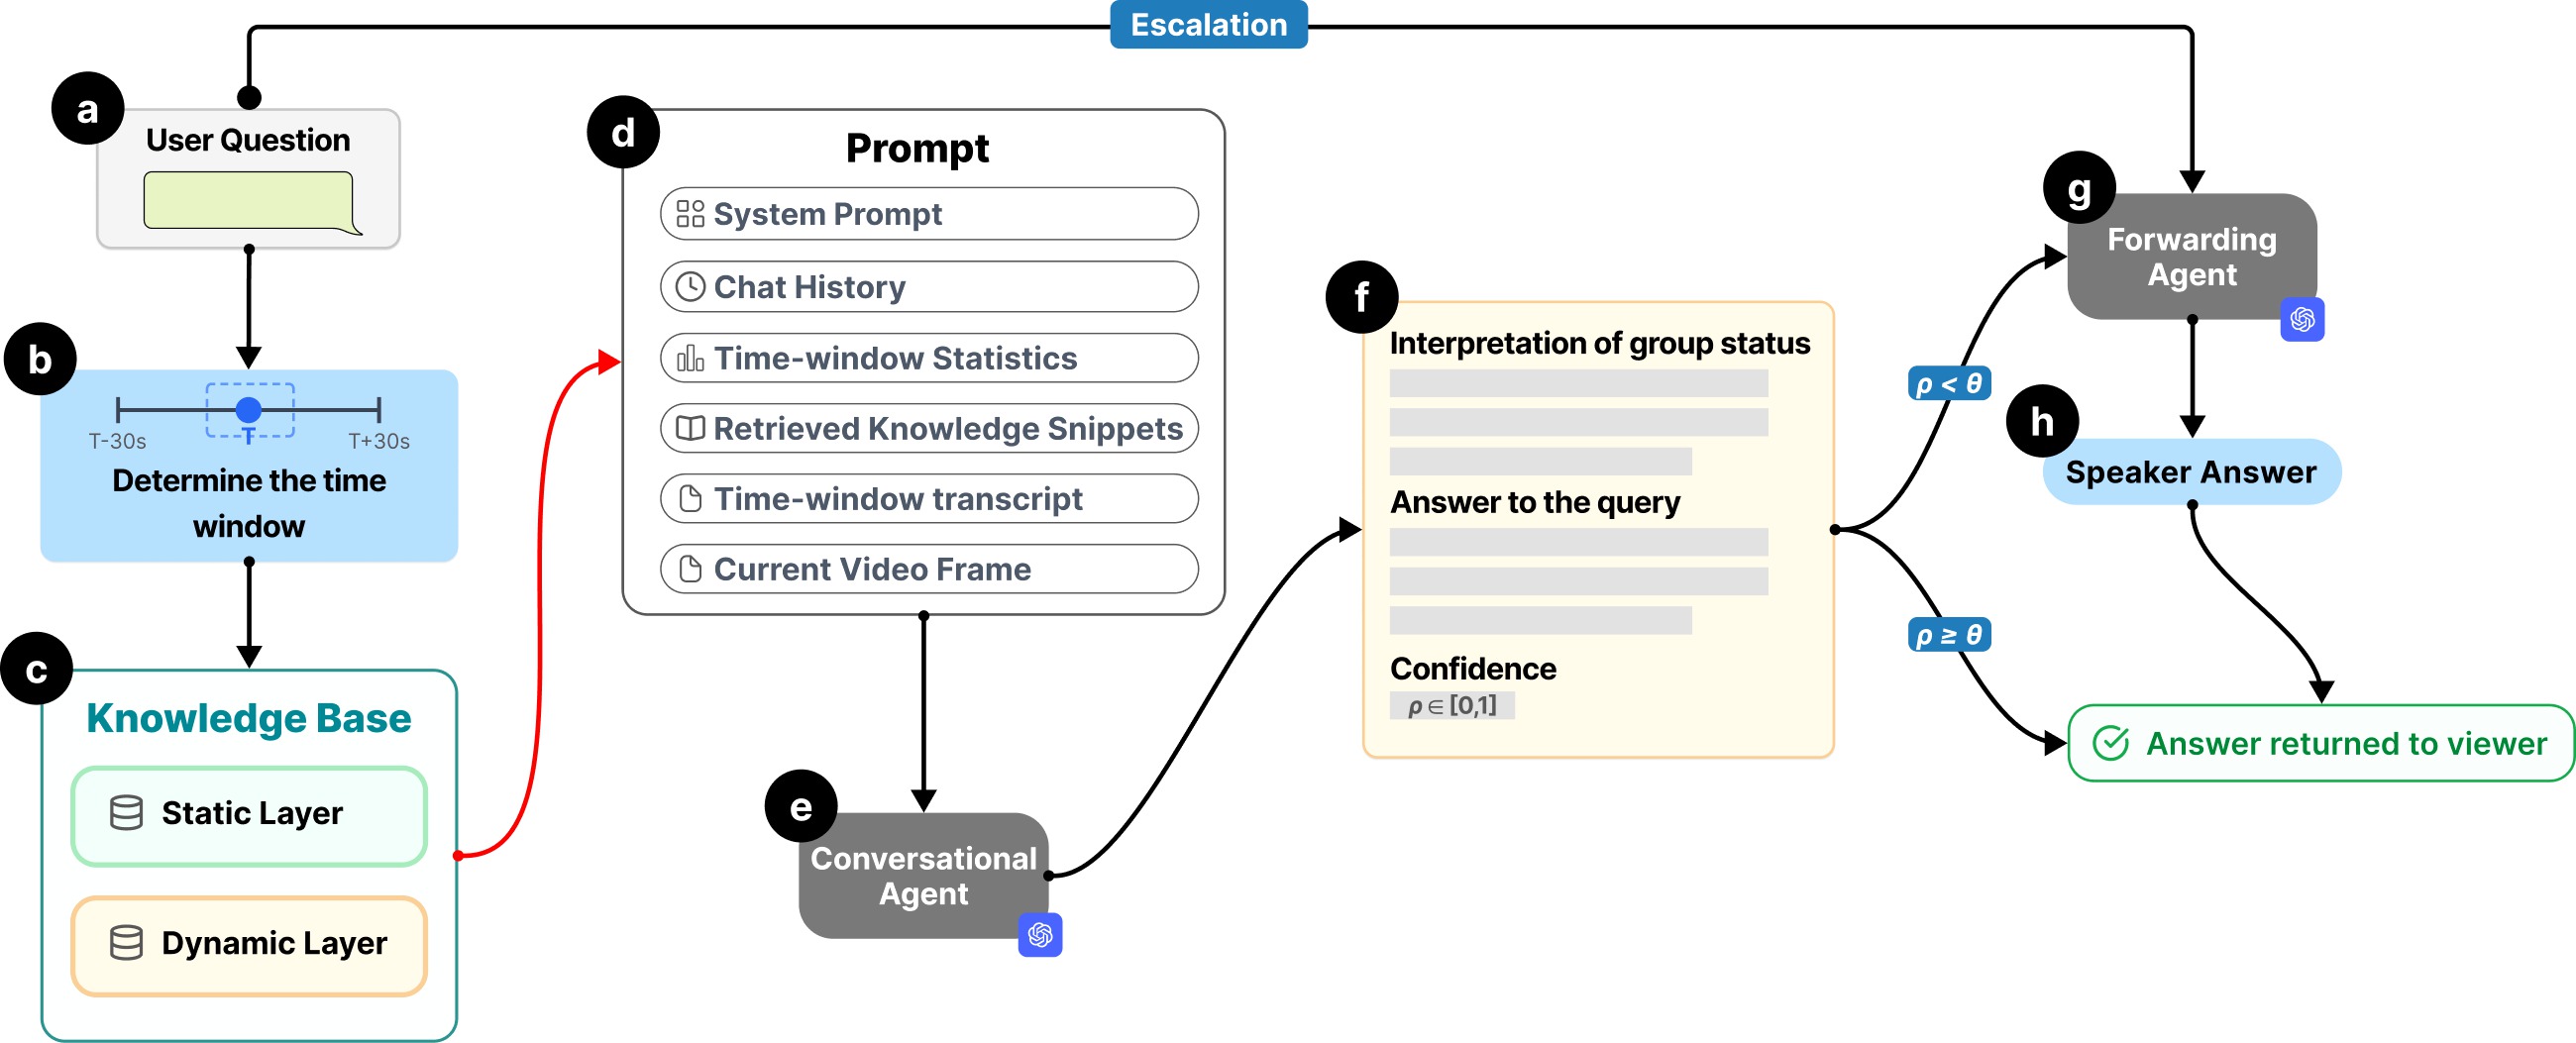 Escalation
a
User Question
b
T-30s
T
T+30s
Determine the time
window
c
Knowledge Base
Static Layer
Dynamic Layer
d
Prompt
System Prompt
Chat History
Time-window Statistics
Retrieved Knowledge Snippets
Time-window transcript
Current Video Frame
e
Conversational
Agent
f
Interpretation of group status
Answer to the query
Confidence
ρ ∈ [0,1]
ρ < θ
ρ ≥ θ
g
Forwarding
Agent
h
Speaker Answer
Answer returned to viewer